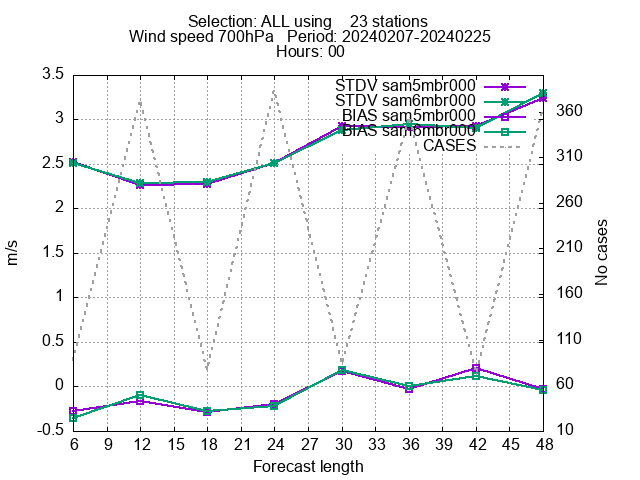 Selection: ALL using 23 stations
Wind speed 700hPa Period: 20240207-20240225
Hours: 00
STDV sam5mbr000
STDV sam6mbr000
BIAS sam5mbr000
BIAS sam6mbr000
CASES
3.5
3
2.5
2
1.5
1
0.5
0
-0.5
m/s
360
310
260
210
160
110
60
10
No cases
6 9 12 15 18 21 24 27 30 33 36 39 42 45 48
Forecast length